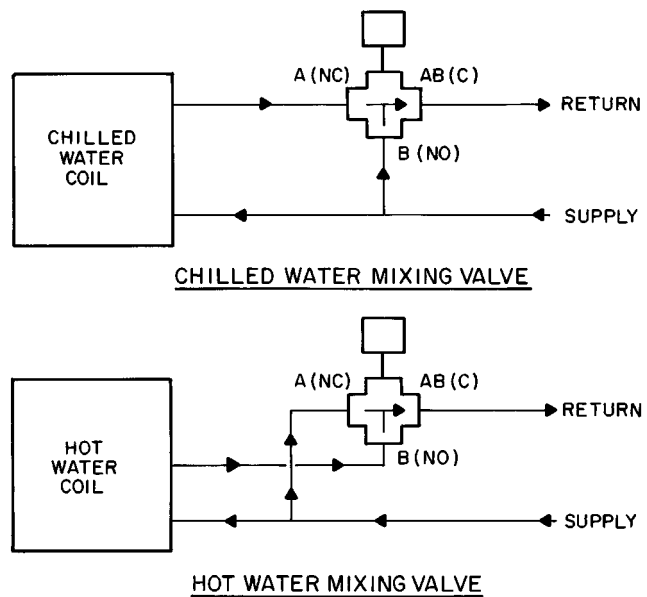 A (NC) AB (C)
RETURN
CHILLED
WATER
COIL
B (NO)
SUPPLY
CHILLED WATER MIXING VALVE
A (NC) AB (C)
RETURN
HOT
WATER
COIL
B (NO)
SUPPLY
HOT WATER MIXING VALVE